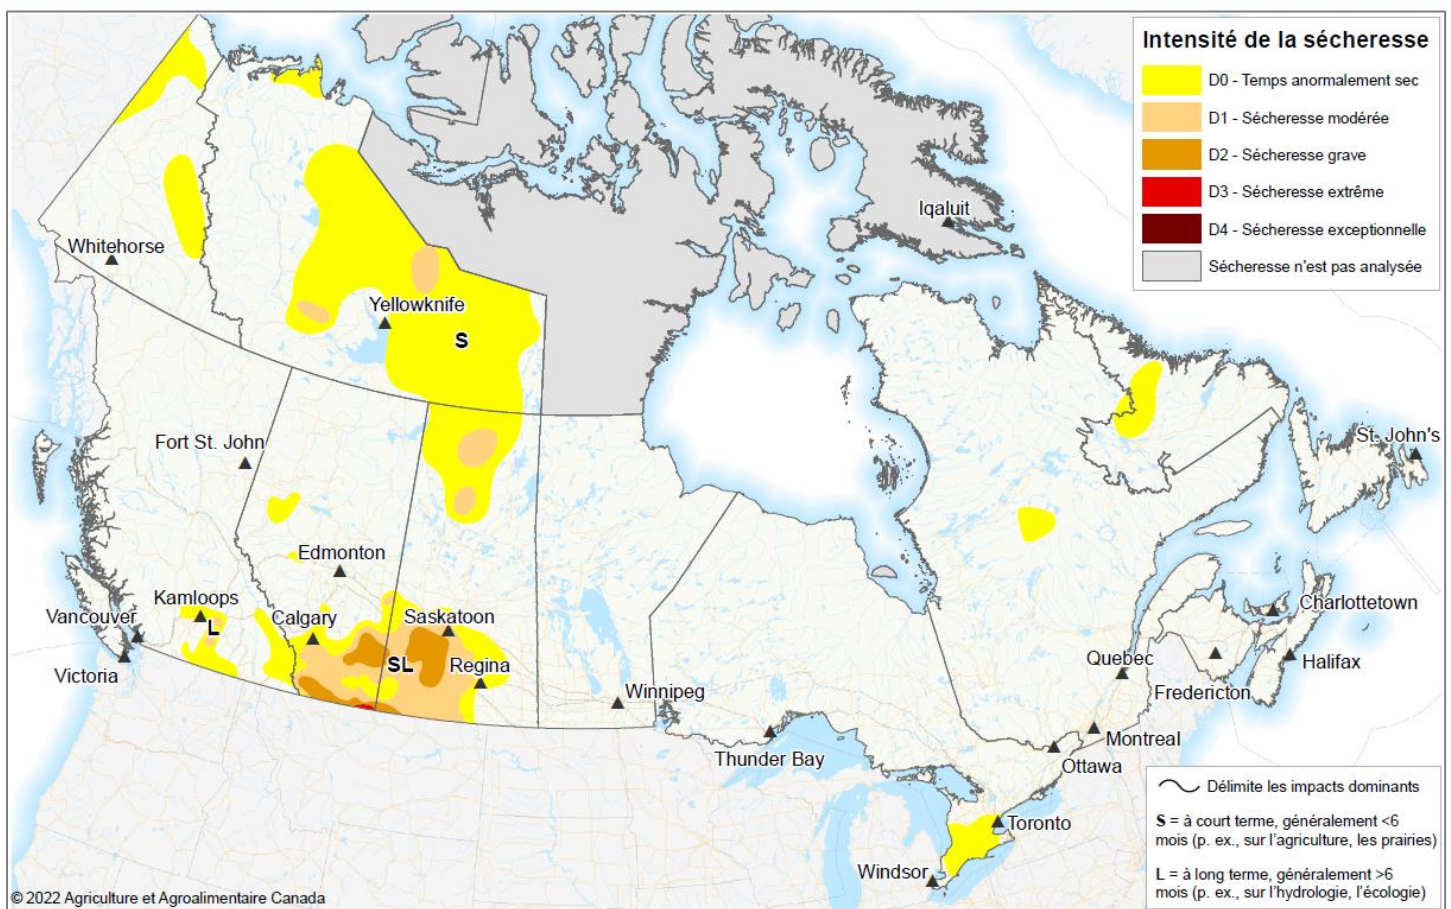 Intensité de la sécheresse
D0 - Temps anormalement sec
D1 - Sécheresse modérée
D2 - Sécheresse grave
D3 - Sécheresse extrême
D4 - Sécheresse exceptionnelle
Sécheresse n'est pas analysée
Iqaluit
Whitehorse
Yellowknife
S
Fort St. John
St. John's
Edmonton
Kamloops
L
Vancouver
Calgary
Saskatoon
Charlottetown
Victoria
SL
Regina
Quebec
Halifax
Winnipeg
Fredericton
Montreal
Thunder Bay
Ottawa
Toronto
Windsor
Délimite les impacts dominants
S = à court terme, généralement <6
mois (p. ex., sur l'agriculture, les prairies)
L = à long terme, généralement >6
mois (p. ex., sur l'hydrologie, l'écologie)
© 2022 Agriculture et Agroalimentaire Canada